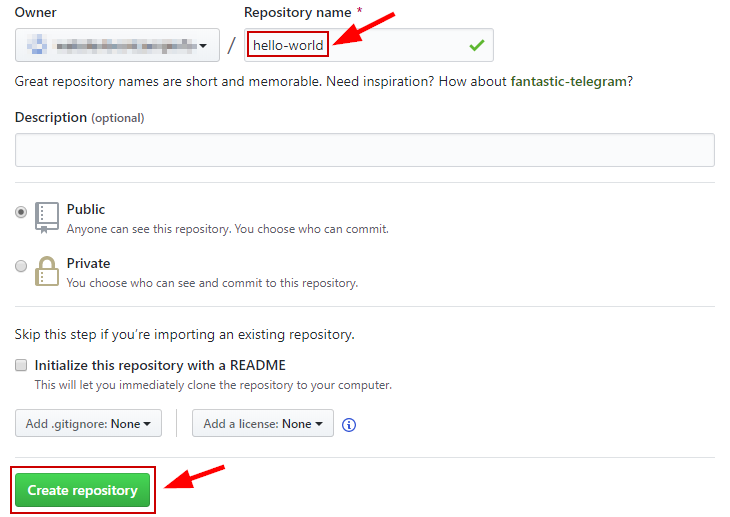 Owner
Repository name *
/
hello-world
Great repository names are short and memorable. Need inspiration? How about fantastic-telegram?
Description (optional)
Public
Anyone can see this repository. You choose who can commit.
Private
You choose who can see and commit to this repository.
Skip this step if you're importing an existing repository.
Initialize this repository with a README
This will let you immediately clone the repository to your computer.
Add .gitignore: None
Add a license: None
Create repository